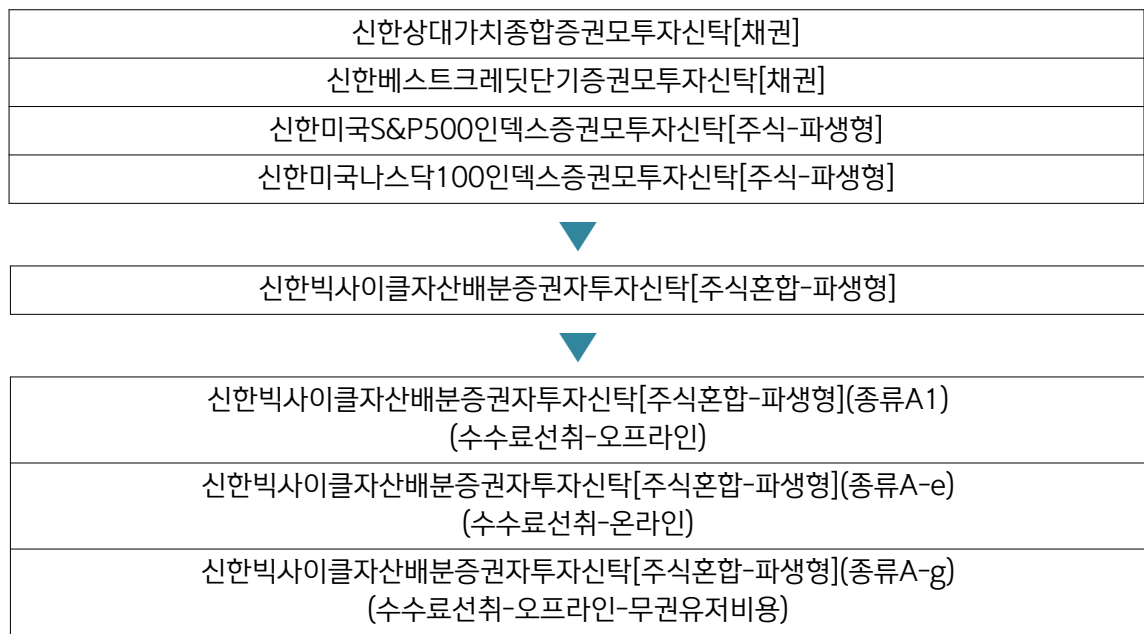 신한상대가치종합증권모투자신탁[채권]
신한베스트크레딧단기증권모투자신탁[채권]
신한미국S&P500인덱스증권모투자신탁[주식-파생형]
신한미국나스닥100인덱스증권모투자신탁[주식-파생형]
신한빅사이클자산배분증권자투자신탁[주식혼합-파생형]
신한빅사이클자산배분증권자투자신탁[주식혼합-파생형](종류A1)
(수수료선취-오프라인)
신한빅사이클자산배분증권자투자신탁[주식혼합-파생형](종류A-e)
(수수료선취-온라인)
신한빅사이클자산배분증권자투자신탁[주식혼합-파생형](종류A-g)
(수수료선취-오프라인-무권유저비용)